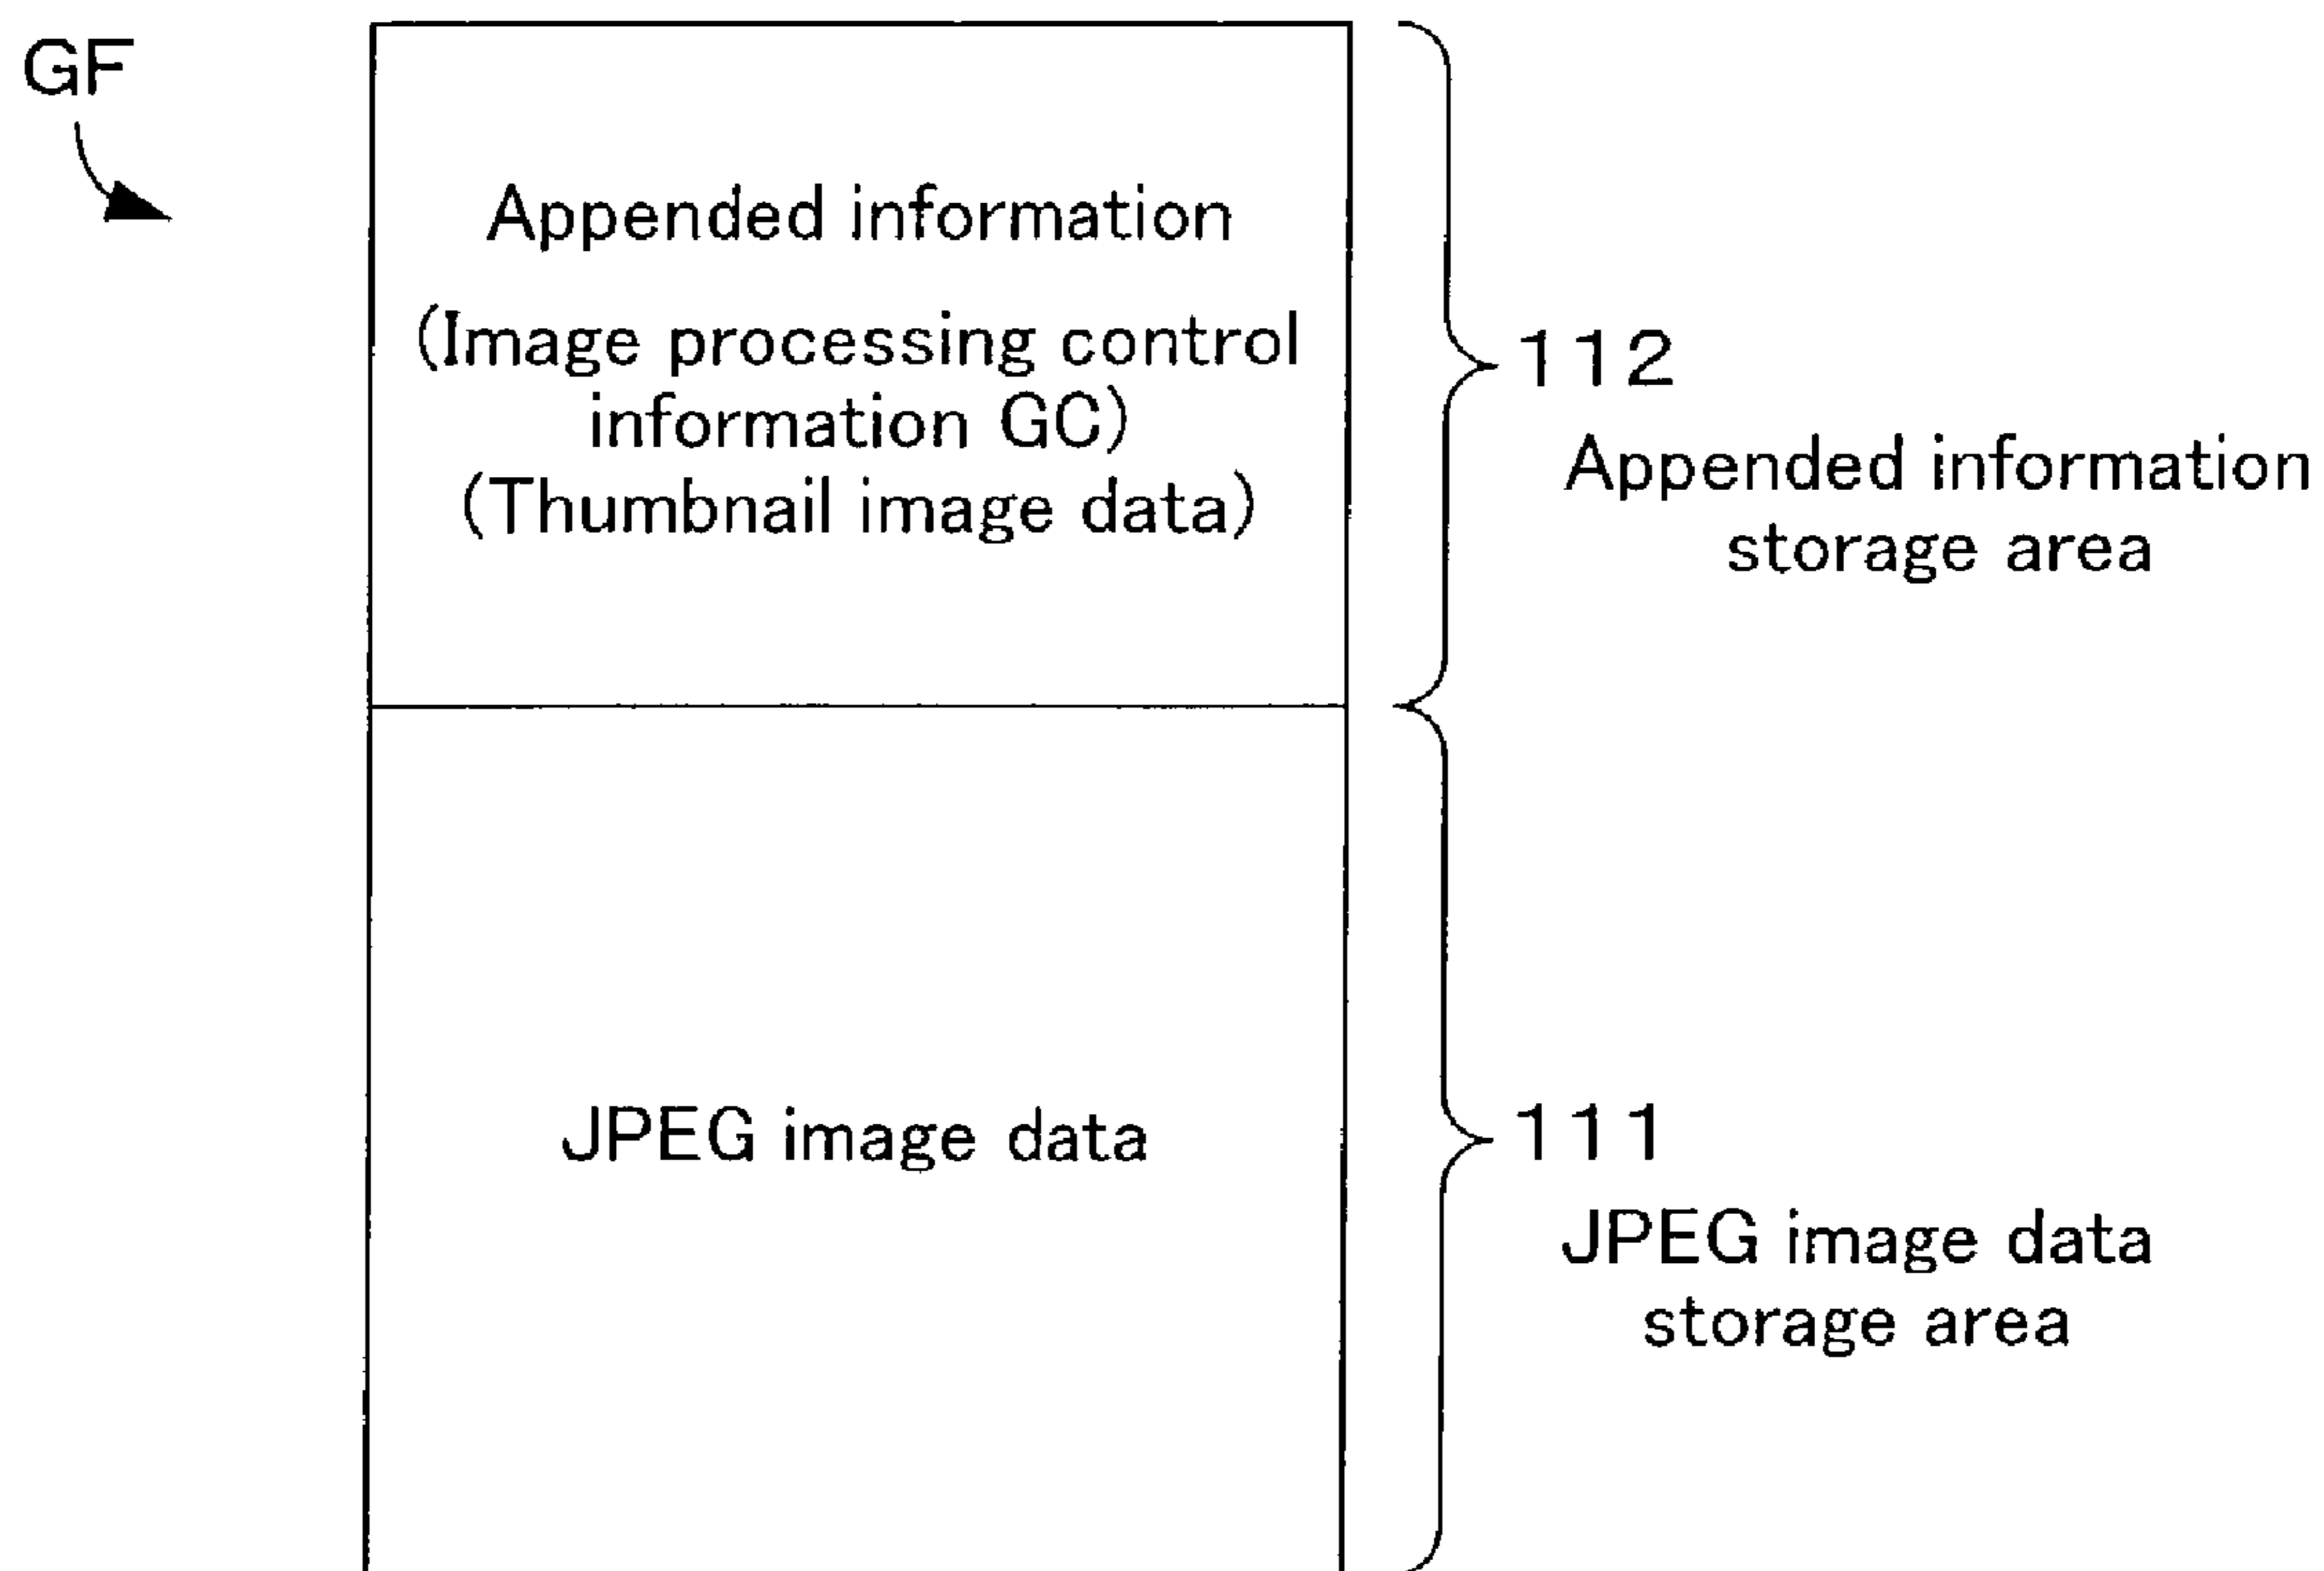 GF
Appended information
(Image processing control
information GC)
(Thumbnail image data)
112
Appended information
storage area
JPEG image data
111
JPEG image data
storage area